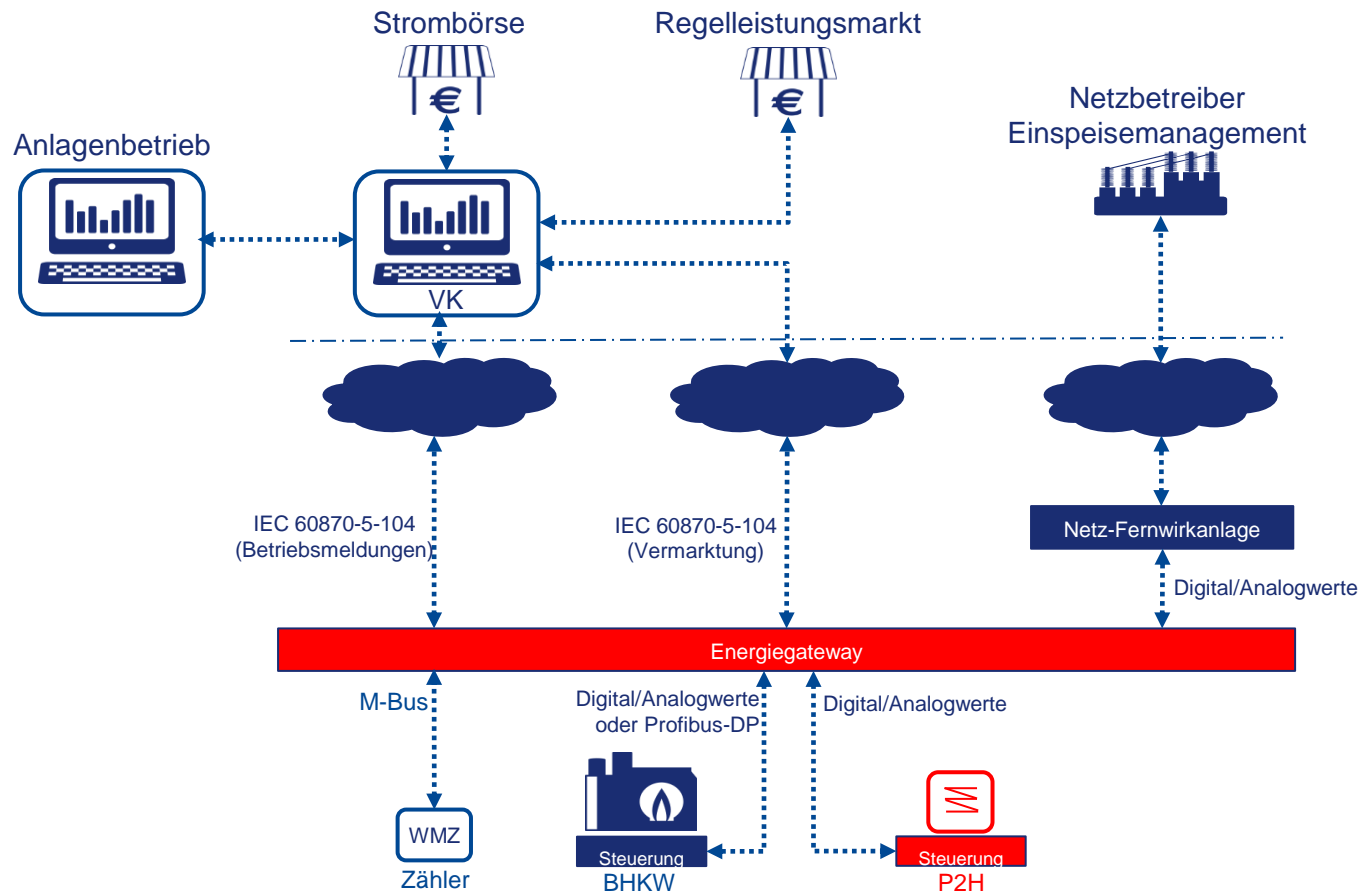 Strombörse
Regelleistungsmarkt
€
€
Netzbetreiber
Einspeisemanagement
Anlagenbetrieb
VK
IEC 60870-5-104
(Betriebsmeldungen)
IEC 60870-5-104
(Vermarktung)
Netz-Fernwirkanlage
Digital/Analogwerte
Energiegateway
M-Bus
Digital/Analogwerte
oder Profibus-DP
Digital/Analogwerte
WMZ
Zähler
Steuerung
BHKW
Steuerung
P2H